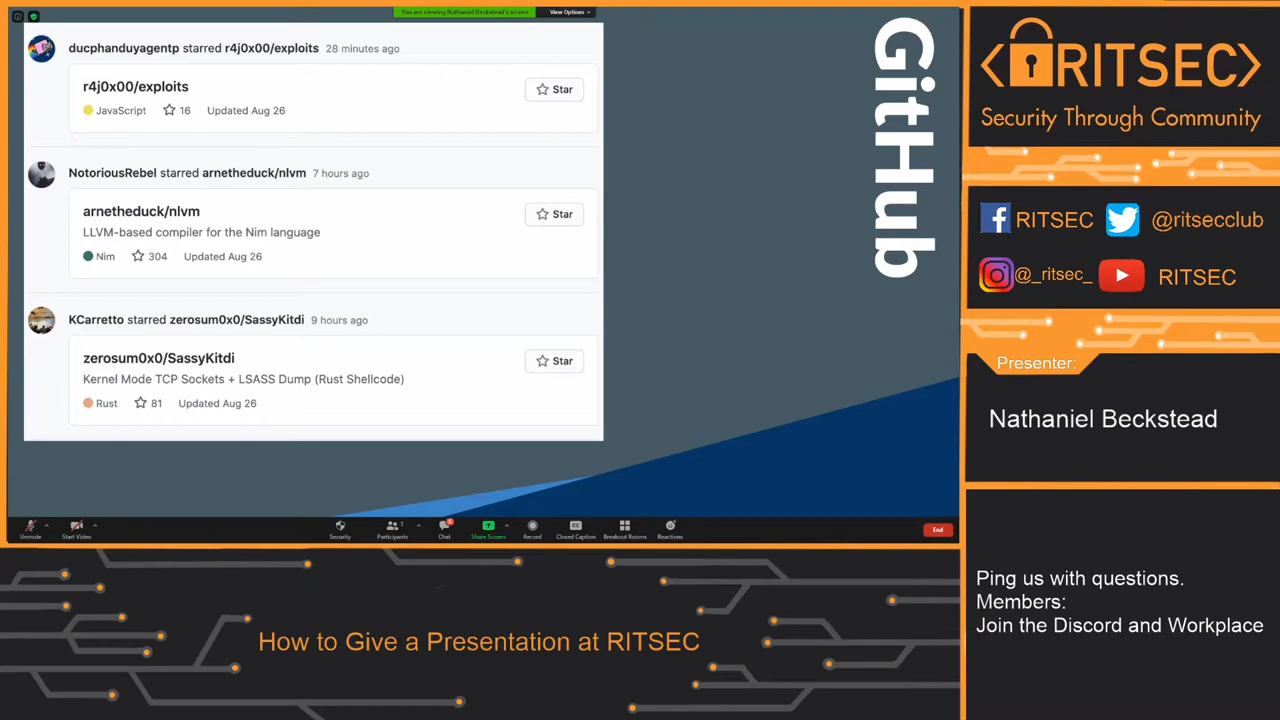 You are viewing Nathaniel Beckstead's screen
View Options
ducphanduyagentp starred r4j0x00/exploits 28 minutes ago
r4j0x00/exploits
Star
JavaScript 16 Updated Aug 26
NotoriousRebel starred arnetheduck/nlvm 7 hours ago
arnetheduck/nlvm
Star
LLVM-based compiler for the Nim language
Nim 304 Updated Aug 26
KCarretto starred zerosum0x0/SassyKitdi 9 hours ago
zerosum0x0/SassyKitdi
Star
Kernel Mode TCP Sockets + LSASS Dump (Rust Shellcode)
Rust 81 Updated Aug 26
GitHub
Unmute
Start Video
Security
Participants
7
Chat
Share Screen
Record
CC
Closed Caption
Breakout Rooms
Reactions
End
<RITSEC>
Security Through Community
RITSEC
@ritsecclub
@_ritsec_
RITSEC
Presenter:
Nathaniel Beckstead
Ping us with questions.
Members:
Join the Discord and Workplace
How to Give a Presentation at RITSEC